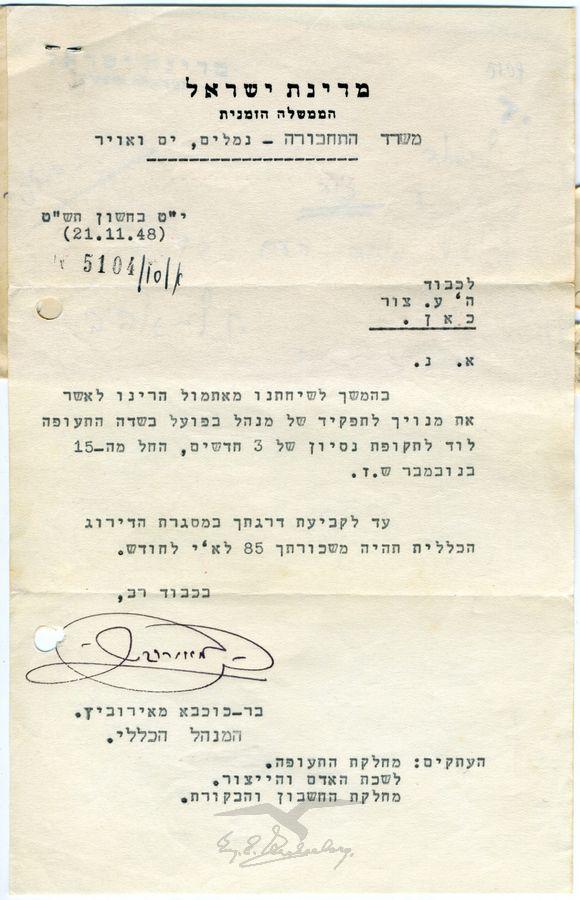 מדינת ישראל
הממשלה הזמנית
משרד התחבורה - נמלים, ים ואויר
י"ט בחשון תש"ט
(21.11.48)
5104/10/
לכבוד
ה' ע. צור
כאן.
א. נ.
בהמשך לשיחתנו מאתמול הרינו לאשר
את מנויך לתפקיד של מנהל בפועל בשדה התעופה
לוד לתקופת נסיון של 3 חדשים, החל מה-15
בנובמבר ש.ז.
עד לקביעת דרגתך במסגרת הדירוג
הכללית תהיה משכורתך 85 לא"י לחודש.
בכבוד רב,
בר-כוכבא מאירוביץ.
המנהל הכללי.
העתקים: מחלקת התעופה.
לשכת האדם והייצור.
מחלקת החשבון והבקורת.